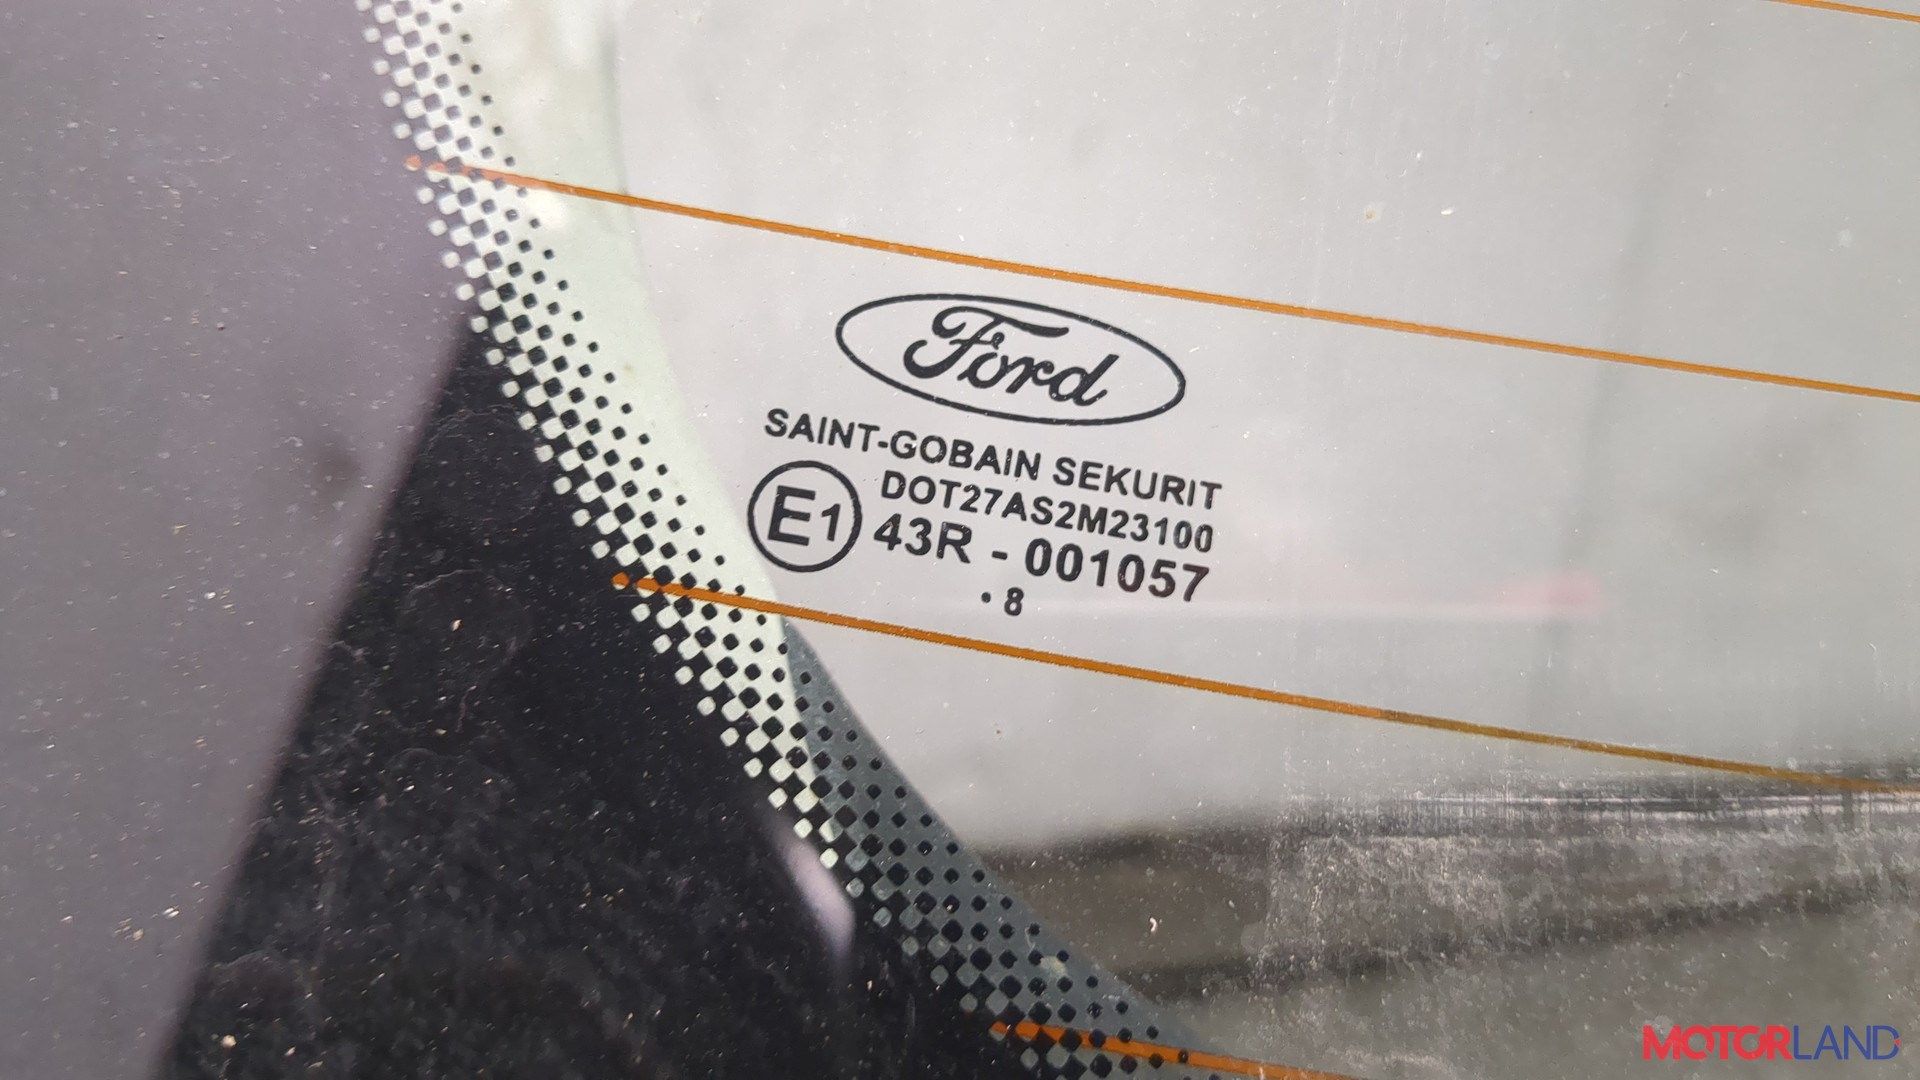 Ford
SAINT-GOBAIN SEKURIT
DOT27AS2M23100
E1 43R - 001057
. 8
MOTORLAND